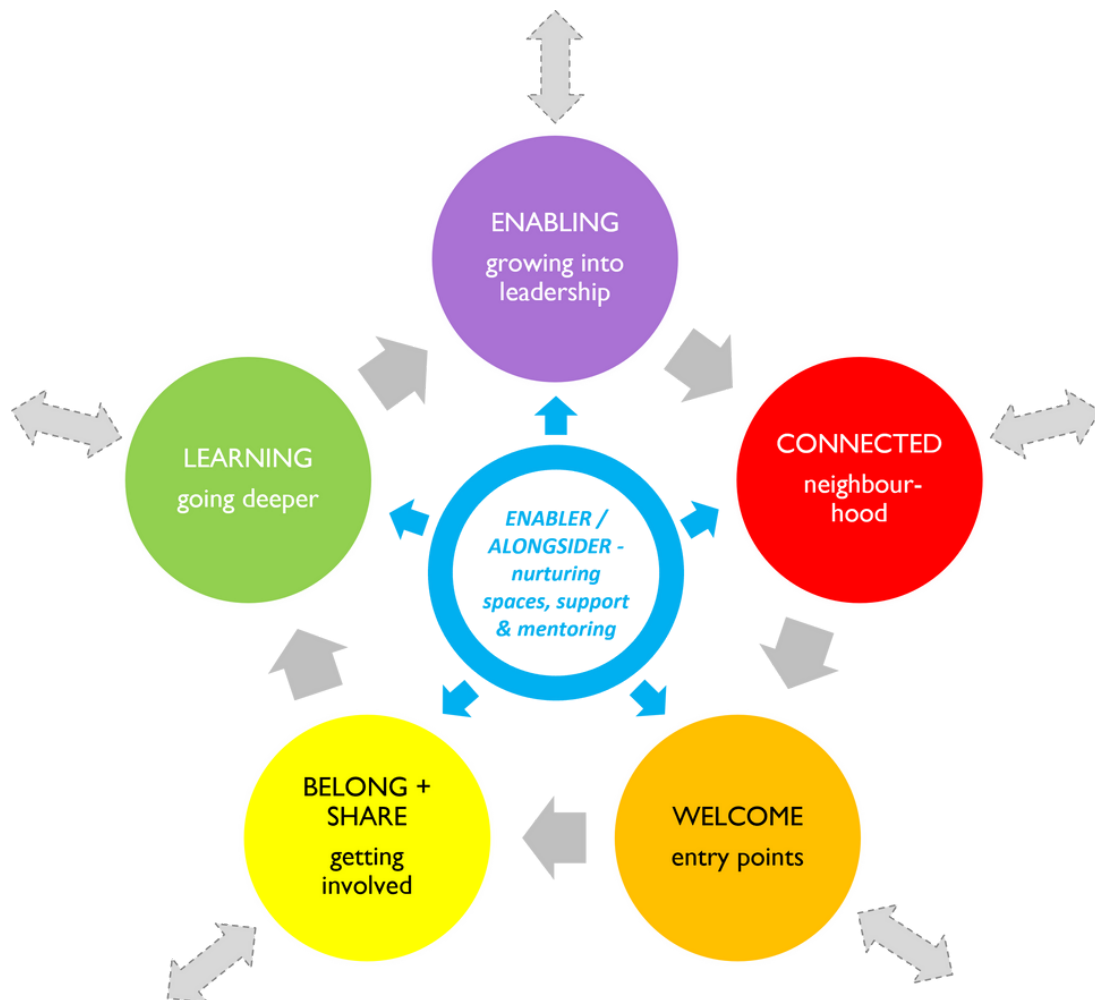 ENABLING
growing into
leadership
CONNECTED
neighbour-
hood
WELCOME
entry points
BELONG +
SHARE
getting
involved
LEARNING
going deeper
ENABLER /
ALONGSIDER -
nurturing
spaces, support
& mentoring